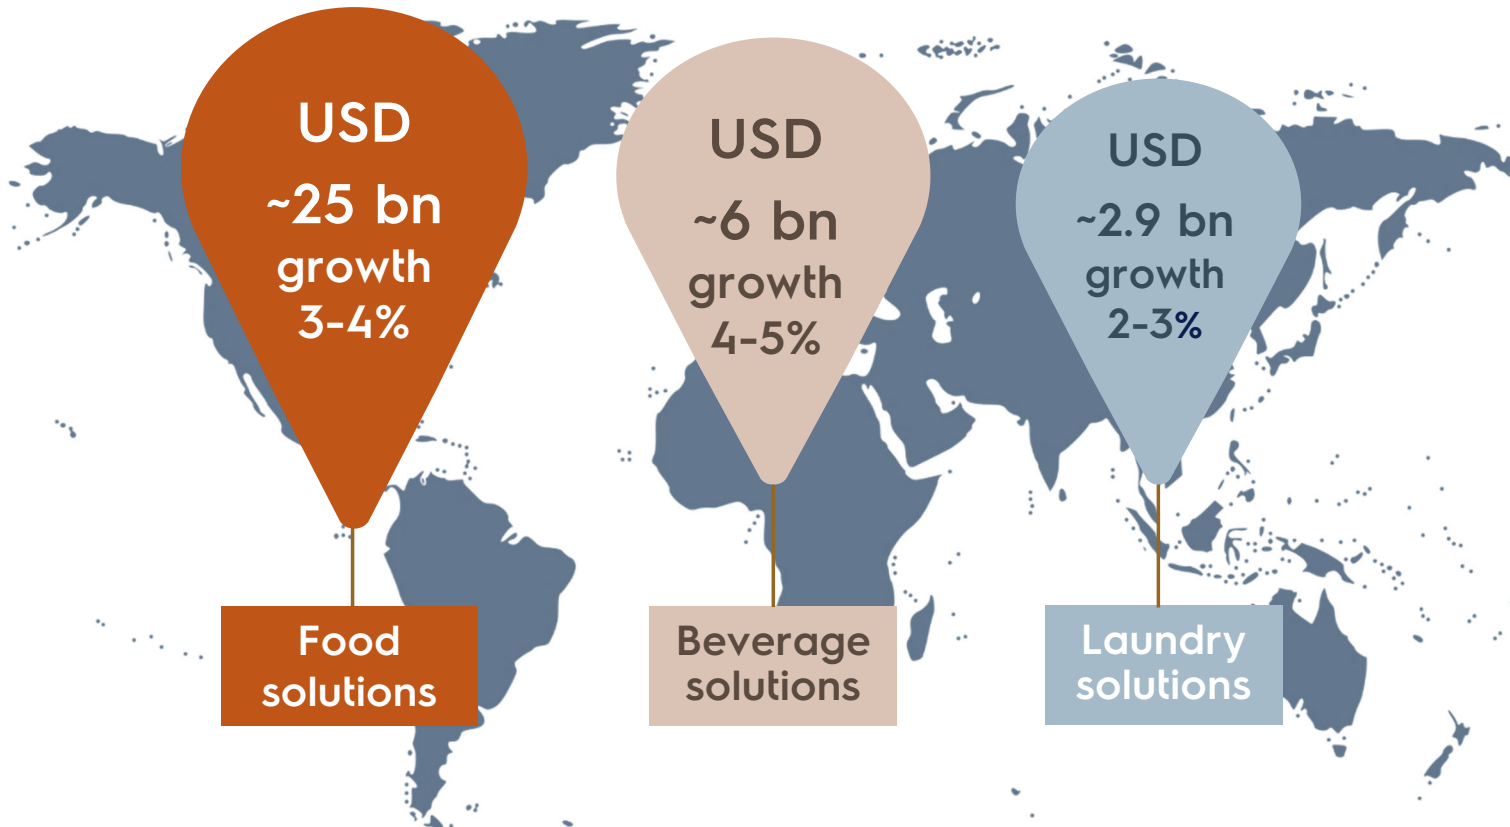 USD
~25 bn
growth
3-4%
Food
solutions
USD
~6 bn
growth
4-5%
Beverage
solutions
USD
~2.9 bn
growth
2-3%
Laundry
solutions